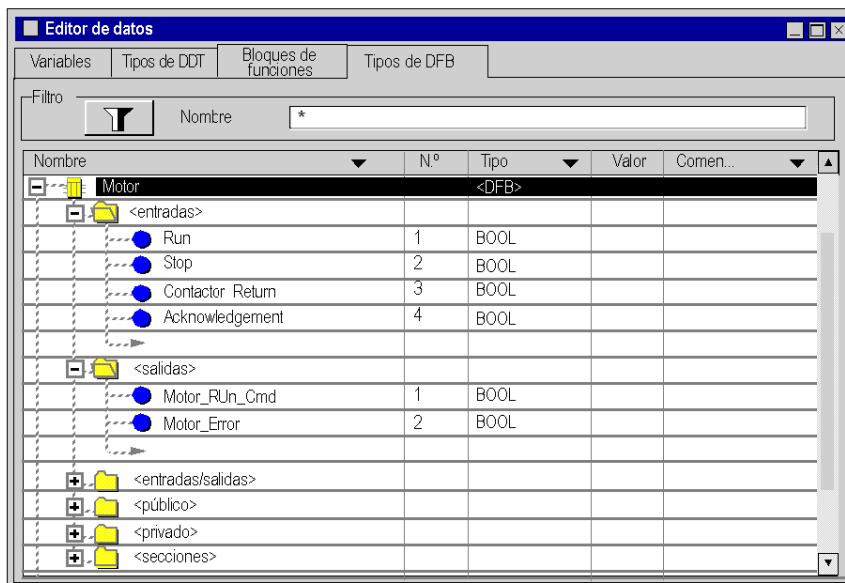 Editor de datos
Variables Tipos de DDT Bloques de funciones Tipos de DFB
Filtro
Nombre *
Nombre N.º Tipo Valor Comen...
Motor <DFB>
<entradas>
Run 1 BOOL
Stop 2 BOOL
Contactor Return 3 BOOL
Acknowledgement 4 BOOL
<salidas>
Motor_RUn_Cmd 1 BOOL
Motor_Error 2 BOOL
<entradas/salidas>
<público>
<privado>
<secciones>